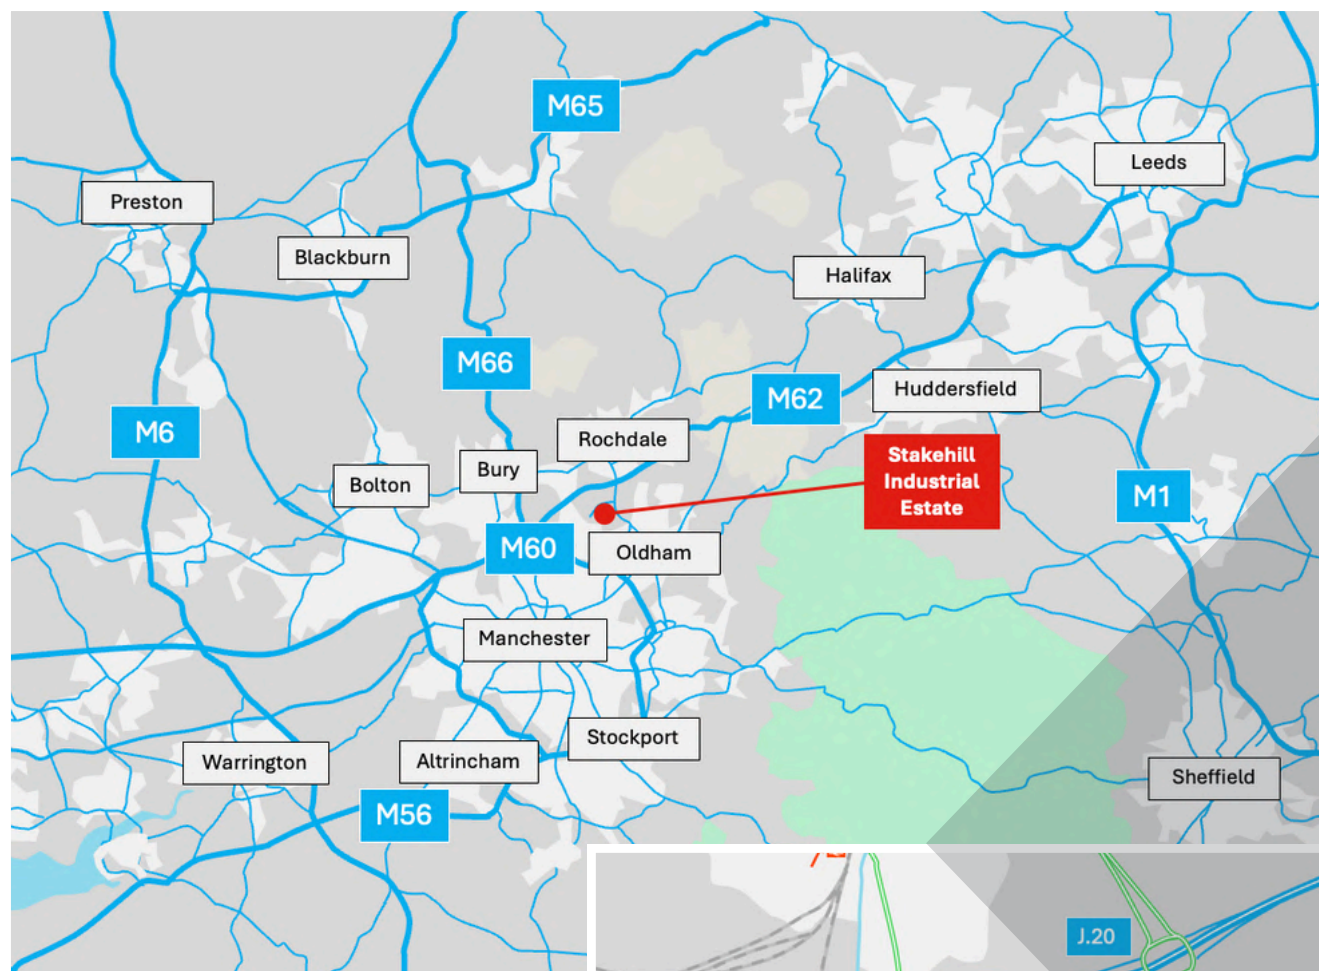 M65
Leeds
Preston
Blackburn
Halifax
M66
Huddersfield
M62
M6
Rochdale
Stakehill
Industrial
Estate
Bury
Bolton
M1
M60
Oldham
Manchester
Stockport
Warrington
Altrincham
Sheffield
M56
J.20